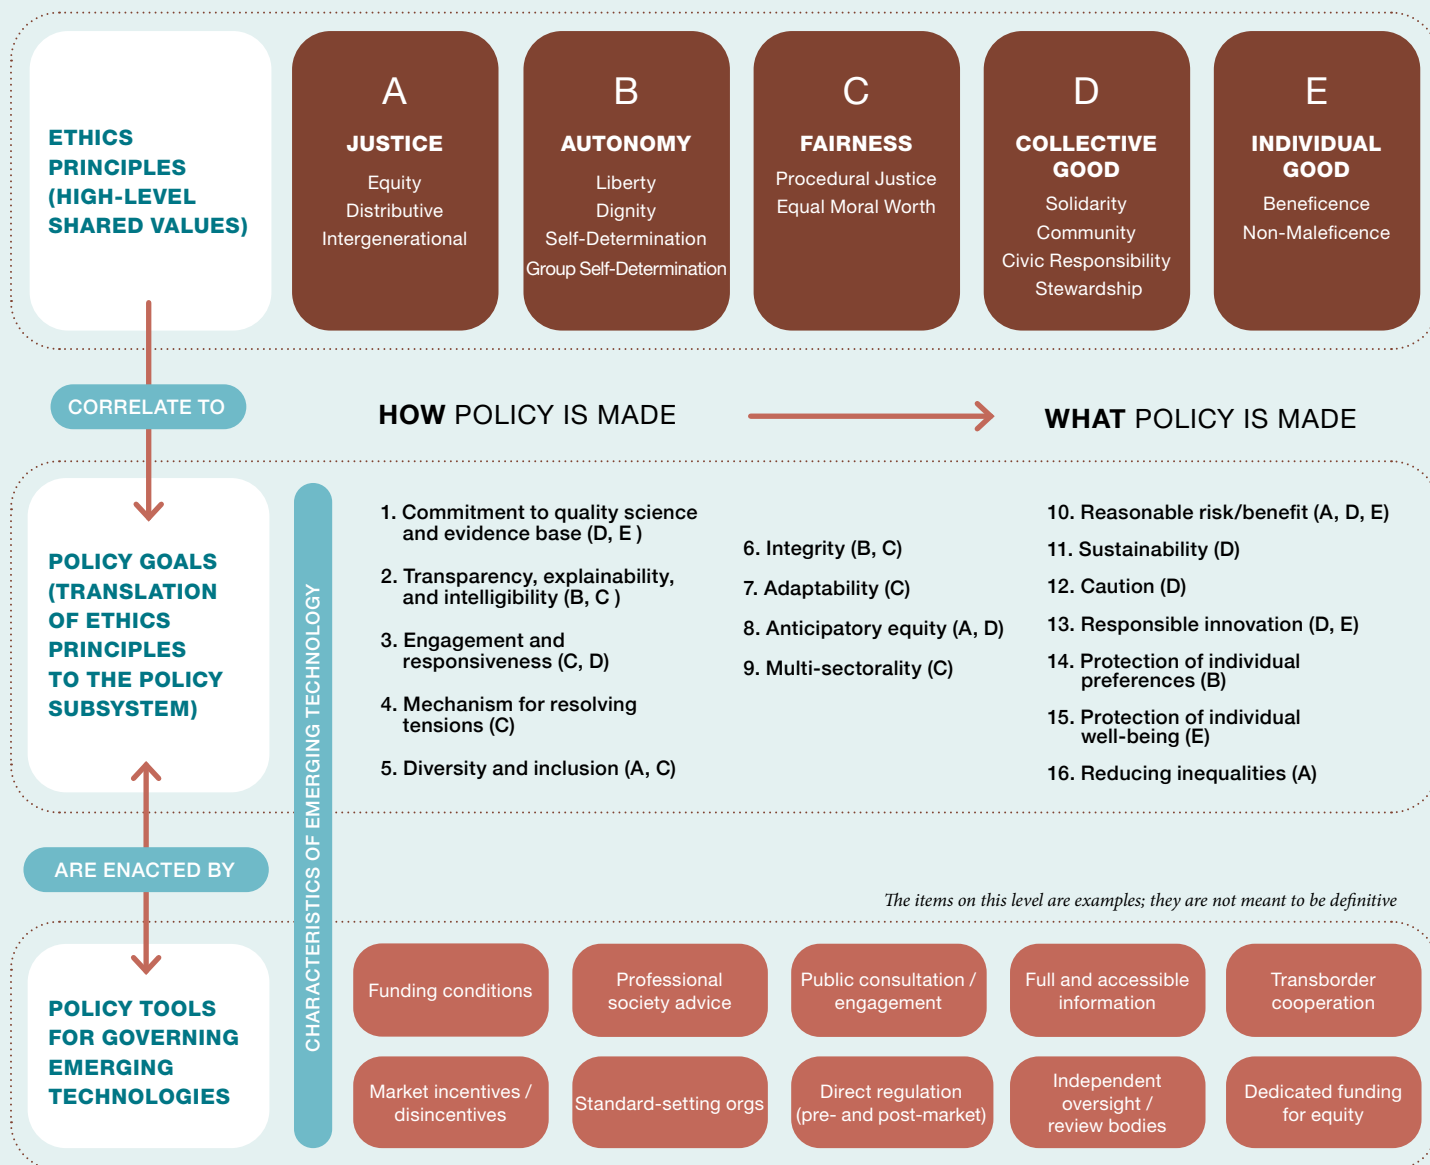 ETHICS
PRINCIPLES
(HIGH-LEVEL
SHARED VALUES)
A
JUSTICE
Equity
Distributive
Intergenerational
B
AUTONOMY
Liberty
Dignity
Self-Determination
Group Self-Determination
C
FAIRNESS
Procedural Justice
Equal Moral Worth
D
COLLECTIVE
GOOD
Solidarity
Community
Civic Responsibility
Stewardship
E
INDIVIDUAL
GOOD
Beneficence
Non-Maleficence
CORRELATE TO
HOW POLICY IS MADE
WHAT POLICY IS MADE
POLICY GOALS
(TRANSLATION
OF ETHICS
PRINCIPLES
TO THE POLICY
SUBSYSTEM)
CHARACTERISTICS OF EMERGING TECHNOLOGY
1. Commitment to quality science
and evidence base (D, E )
2. Transparency, explainability,
and intelligibility (B, C )
3. Engagement and
responsiveness (C, D)
4. Mechanism for resolving
tensions (C)
5. Diversity and inclusion (A, C)
6. Integrity (B, C)
7. Adaptability (C)
8. Anticipatory equity (A, D)
9. Multi-sectorality (C)
10. Reasonable risk/benefit (A, D, E)
11. Sustainability (D)
12. Caution (D)
13. Responsible innovation (D, E)
14. Protection of individual
preferences (B)
15. Protection of individual
well-being (E)
16. Reducing inequalities (A)
ARE ENACTED BY
The items on this level are examples; they are not meant to be definitive
POLICY TOOLS
FOR GOVERNING
EMERGING
TECHNOLOGIES
Funding conditions
Professional
society advice
Public consultation /
engagement
Full and accessible
information
Transborder
cooperation
Market incentives /
disincentives
Standard-setting orgs
Direct regulation
(pre- and post-market)
Independent
oversight /
review bodies
Dedicated funding
for equity